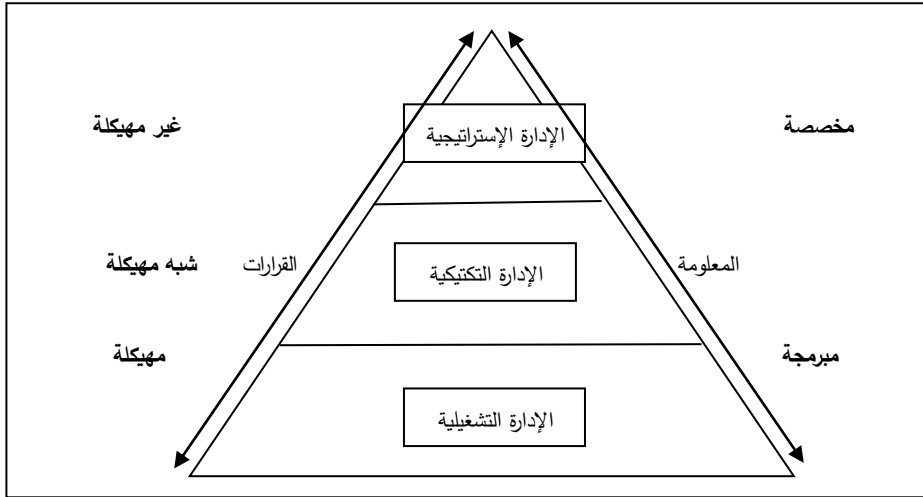 مخصصة
غير مهيكلة
الإدارة الإستراتيجية
المعلومة
القرارات
شبه مهيكلة
الإدارة التكتيكية
مبرمجة
مهيكلة
الإدارة التشغيلية